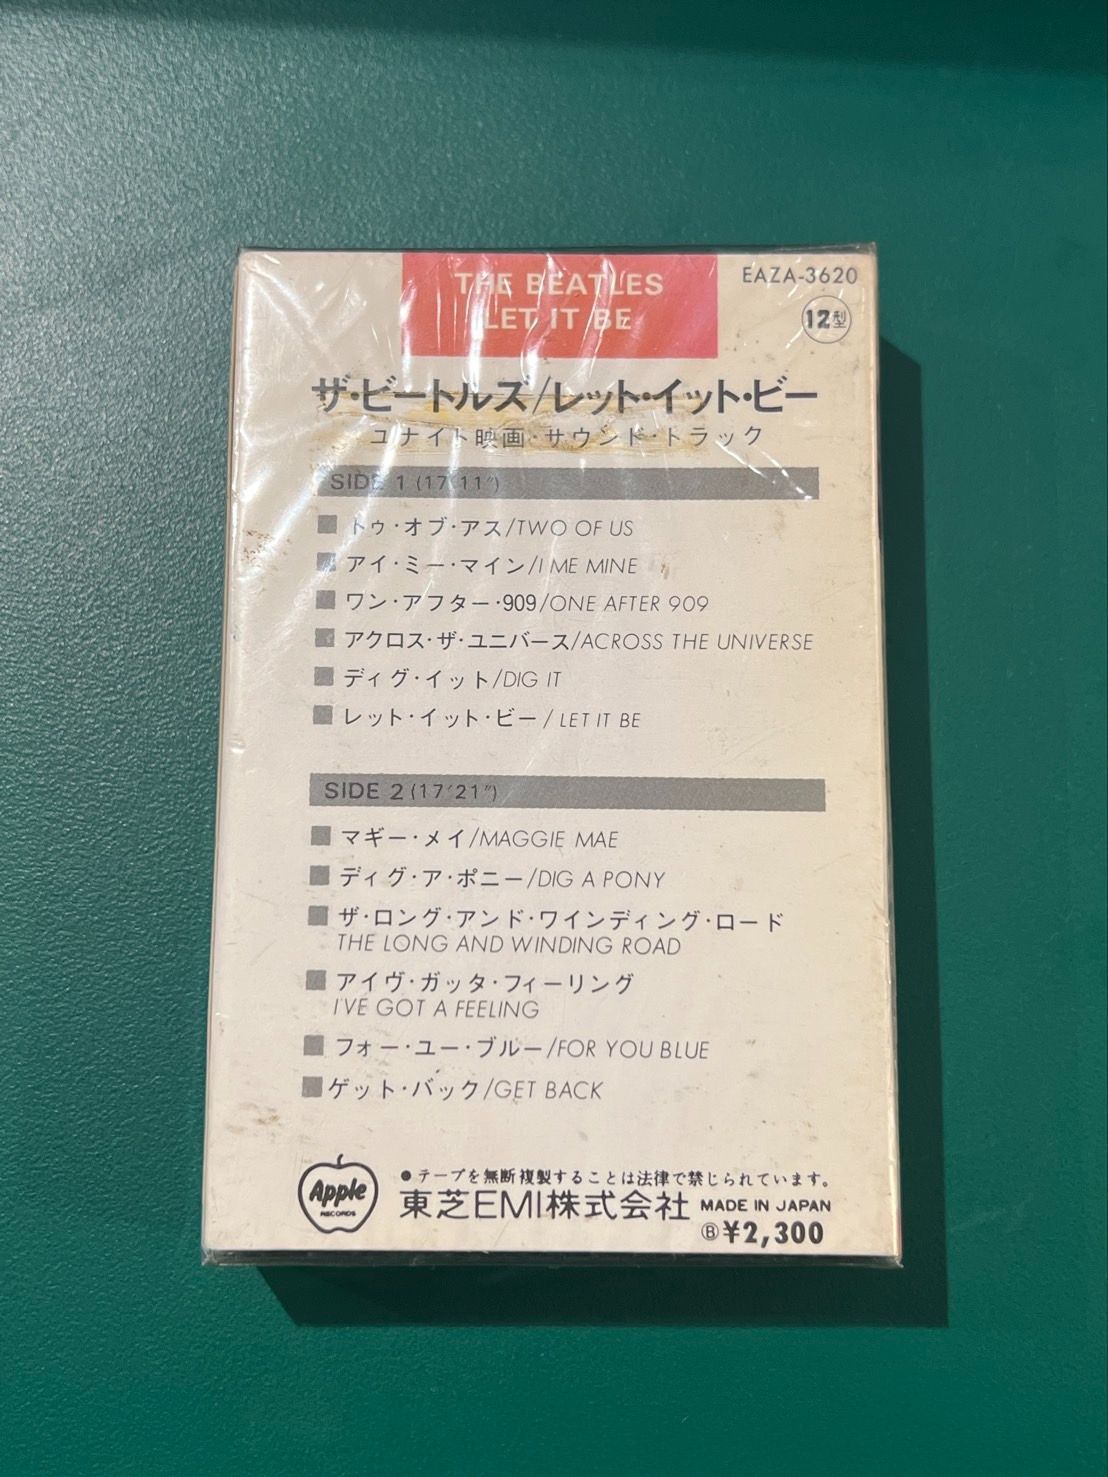 THE BEATLES
LET IT BE
EAZA-3620
12型
ザ・ビートルズ/レット・イット・ビー
ユナイト映画・サウンド・トラック
SIDE 1 (17′11″)
トゥ・オブ・アス/TWO OF US
アイ・ミー・マイン/I ME MINE
ワン・アフター・909/ONE AFTER 909
アクロス・ザ・ユニバース/ACROSS THE UNIVERSE
ディグ・イット/DIG IT
レット・イット・ビー/LET IT BE
SIDE 2 (17′21″)
マギー・メイ/MAGGIE MAE
ディグ・ア・ポニー/DIG A PONY
ザ・ロング・アンド・ワインディング・ロード
THE LONG AND WINDING ROAD
アイヴ・ガッタ・フィーリング
I'VE GOT A FEELING
フォー・ユー・ブルー/FOR YOU BLUE
ゲット・バック/GET BACK
Apple
RECORDS
●テープを無断複製することは法律で禁じられています。
東芝EMI株式会社 MADE IN JAPAN
Ⓑ¥2,300